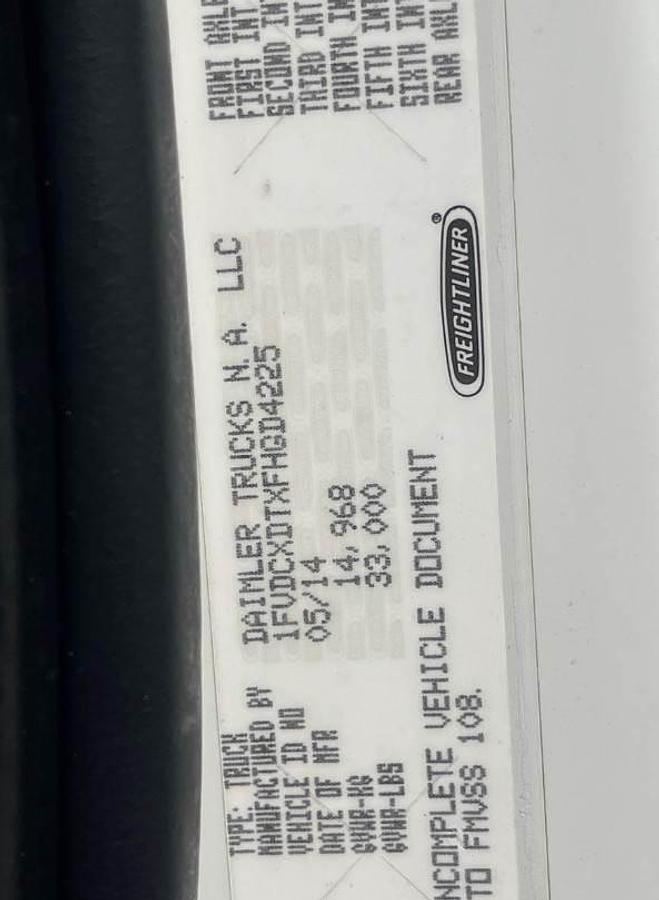 TYPE: TRUCK
MANUFACTURED BY DAIMLER TRUCKS N.A. LLC
VEHICLE ID NO 1FVDCXDTXFHGD4225
DATE OF MFR 05/14
GVWR-KG 14,968
GVWR-LBS 33,000
NCOMPLETE VEHICLE DOCUMENT
TO FMVSS 108.
FREIGHTLINER®
FRONT AXLE
FIRST INT
SECOND INT
THIRD INT
FOURTH IN
FIFTH INT
SIXTH INT
REAR AXL